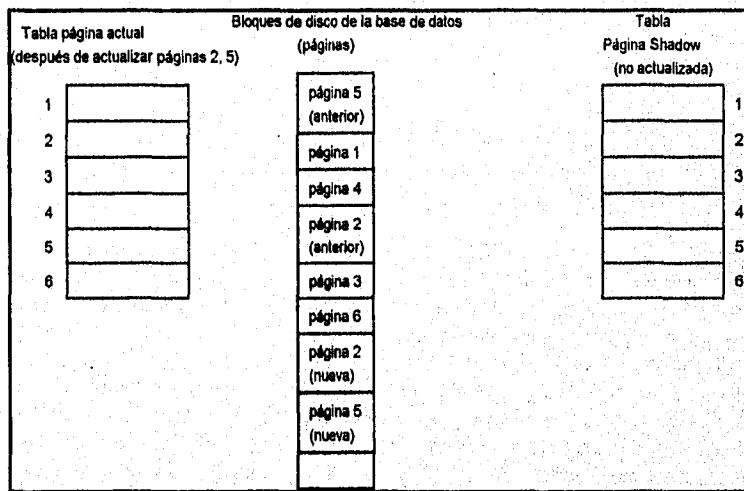 Tabla página actual
(después de actualizar páginas 2, 5)
1
2
3
4
5
6
Bloques de disco de la base de datos
(páginas)
página 5
(anterior)
página 1
página 4
página 2
(anterior)
página 3
página 6
página 2
(nueva)
página 5
(nueva)
Tabla
Página Shadow
(no actualizada)
1
2
3
4
5
6